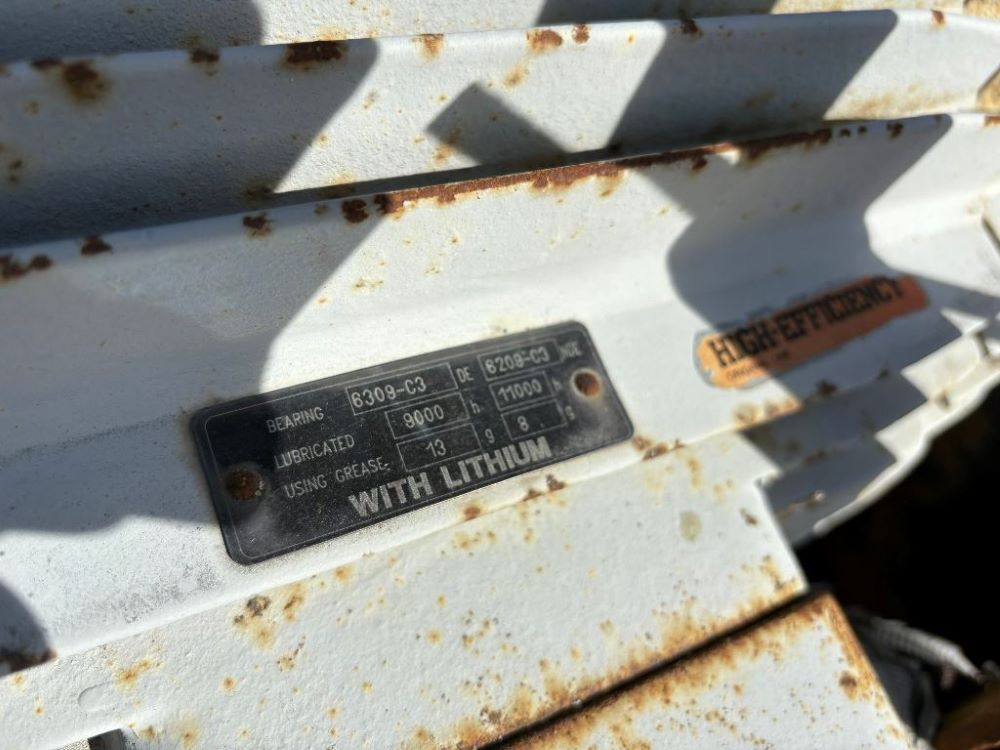 BEARING 6309-C3 DE 6209-C3 NDE
LUBRICATED 9000 h. 11000 h
USING GREASE 13 g 8 g
WITH LITHIUM
HIGH-EFFICIENCY